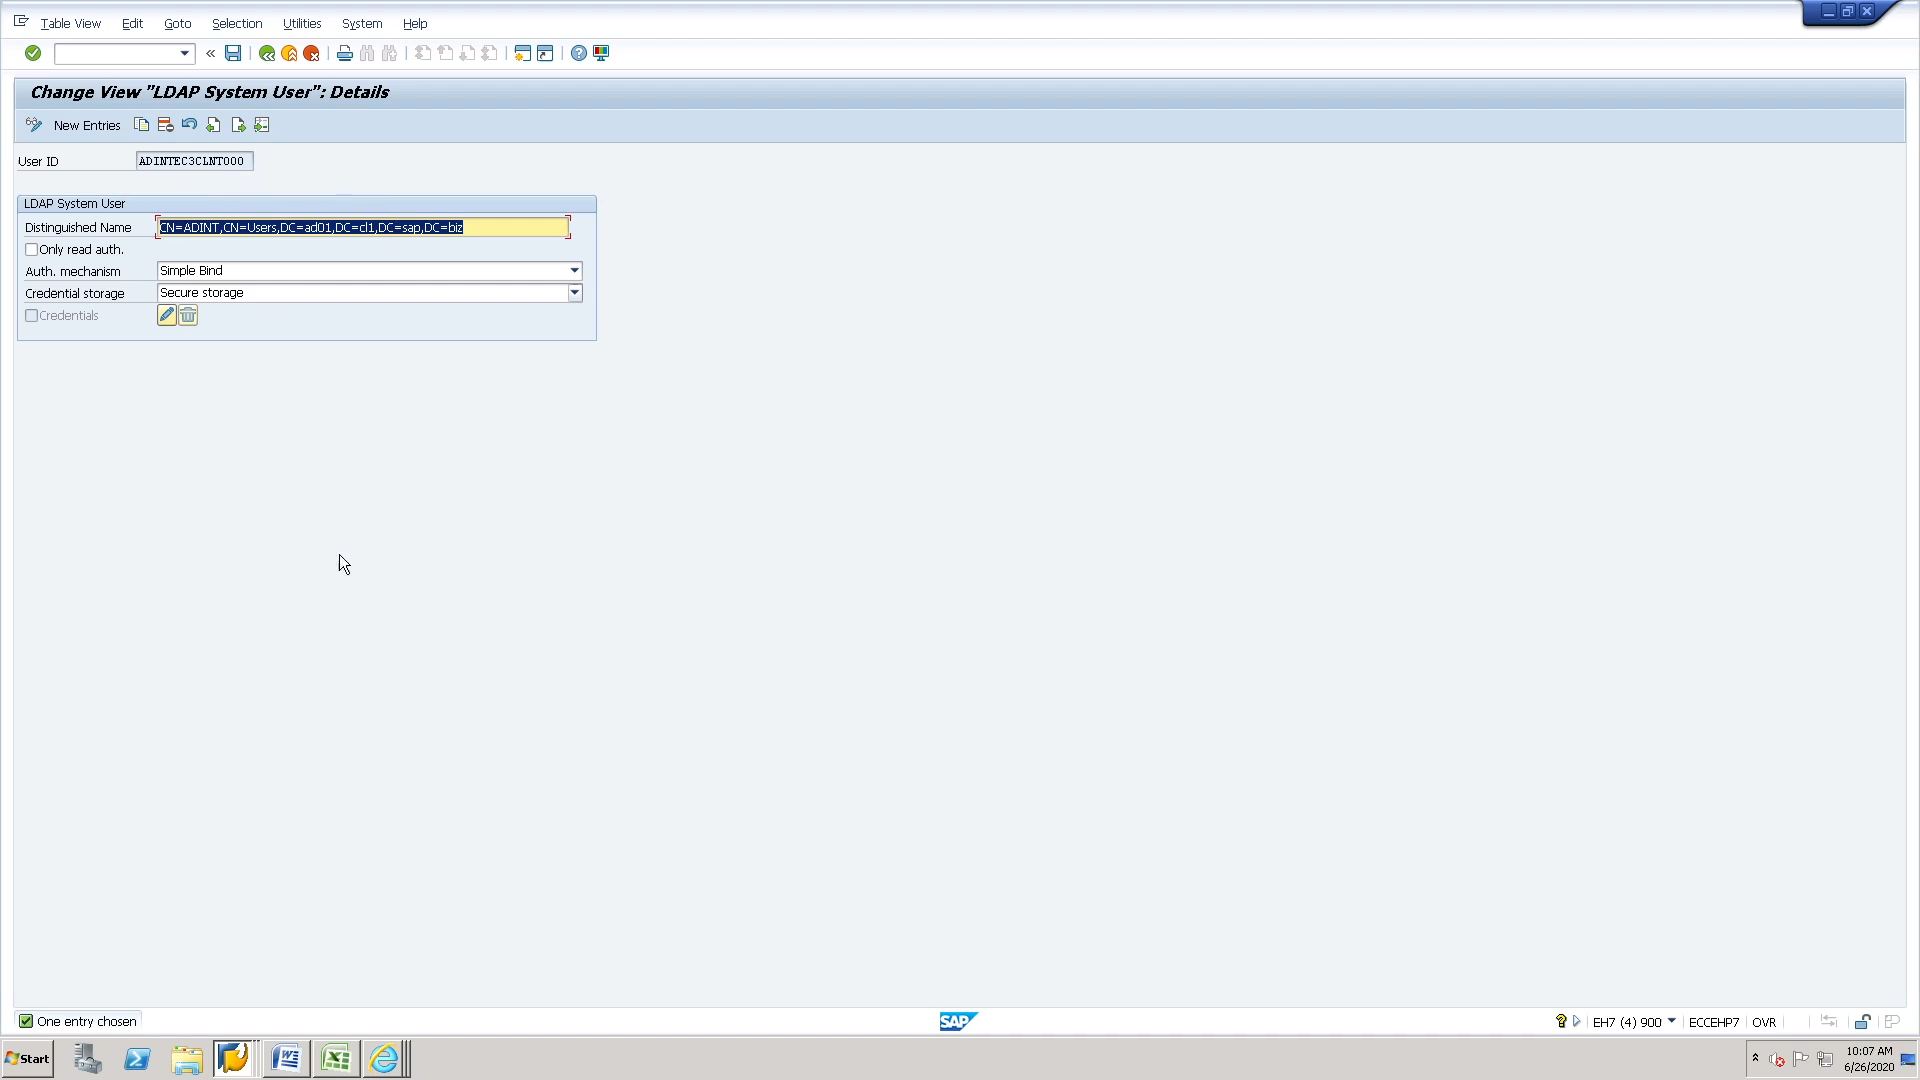 Table View Edit Goto Selection Utilities System Help
Change View "LDAP System User": Details
New Entries
User ID ADINTEC3CLNT000
LDAP System User
Distinguished Name CN=ADINT,CN=Users,DC=ad01,DC=cl1,DC=sap,DC=biz
Only read auth.
Auth. mechanism Simple Bind
Credential storage Secure storage
Credentials
One entry chosen
SAP
EH7 (4) 900 ECCEHP7 OVR
Start
10:07 AM
6/26/2020